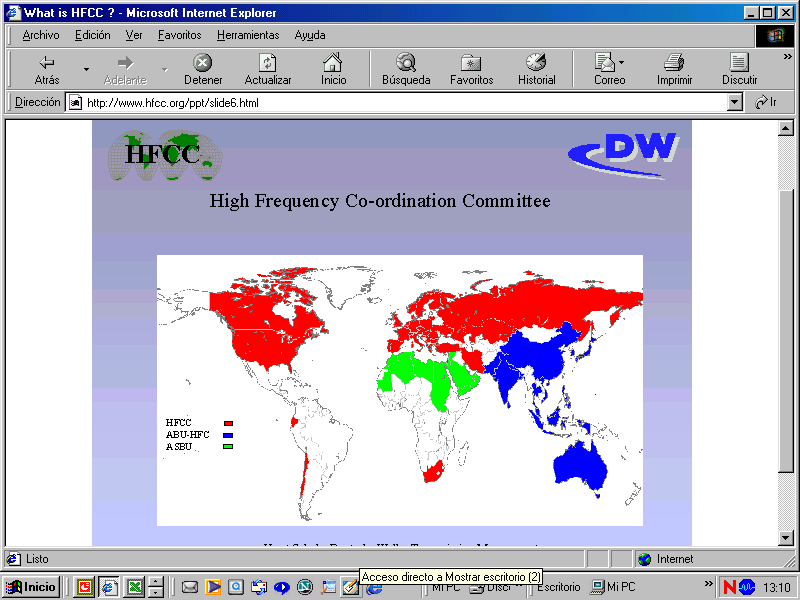 What is HFCC ? - Microsoft Internet Explorer
Archivo Edición Ver Favoritos Herramientas Ayuda
Atrás Adelante Detener Actualizar Inicio Búsqueda Favoritos Historial Correo Imprimir Discutir »
Dirección http://www.hfcc.org/ppt/slide6.html Ir
HFCC DW
High Frequency Co-ordination Committee
HFCC
ABU-HFC
ASBU
Listo Internet
Acceso directo a Mostrar escritorio (2)
Inicio Mi PC Escritorio Mi PC » N 13:10